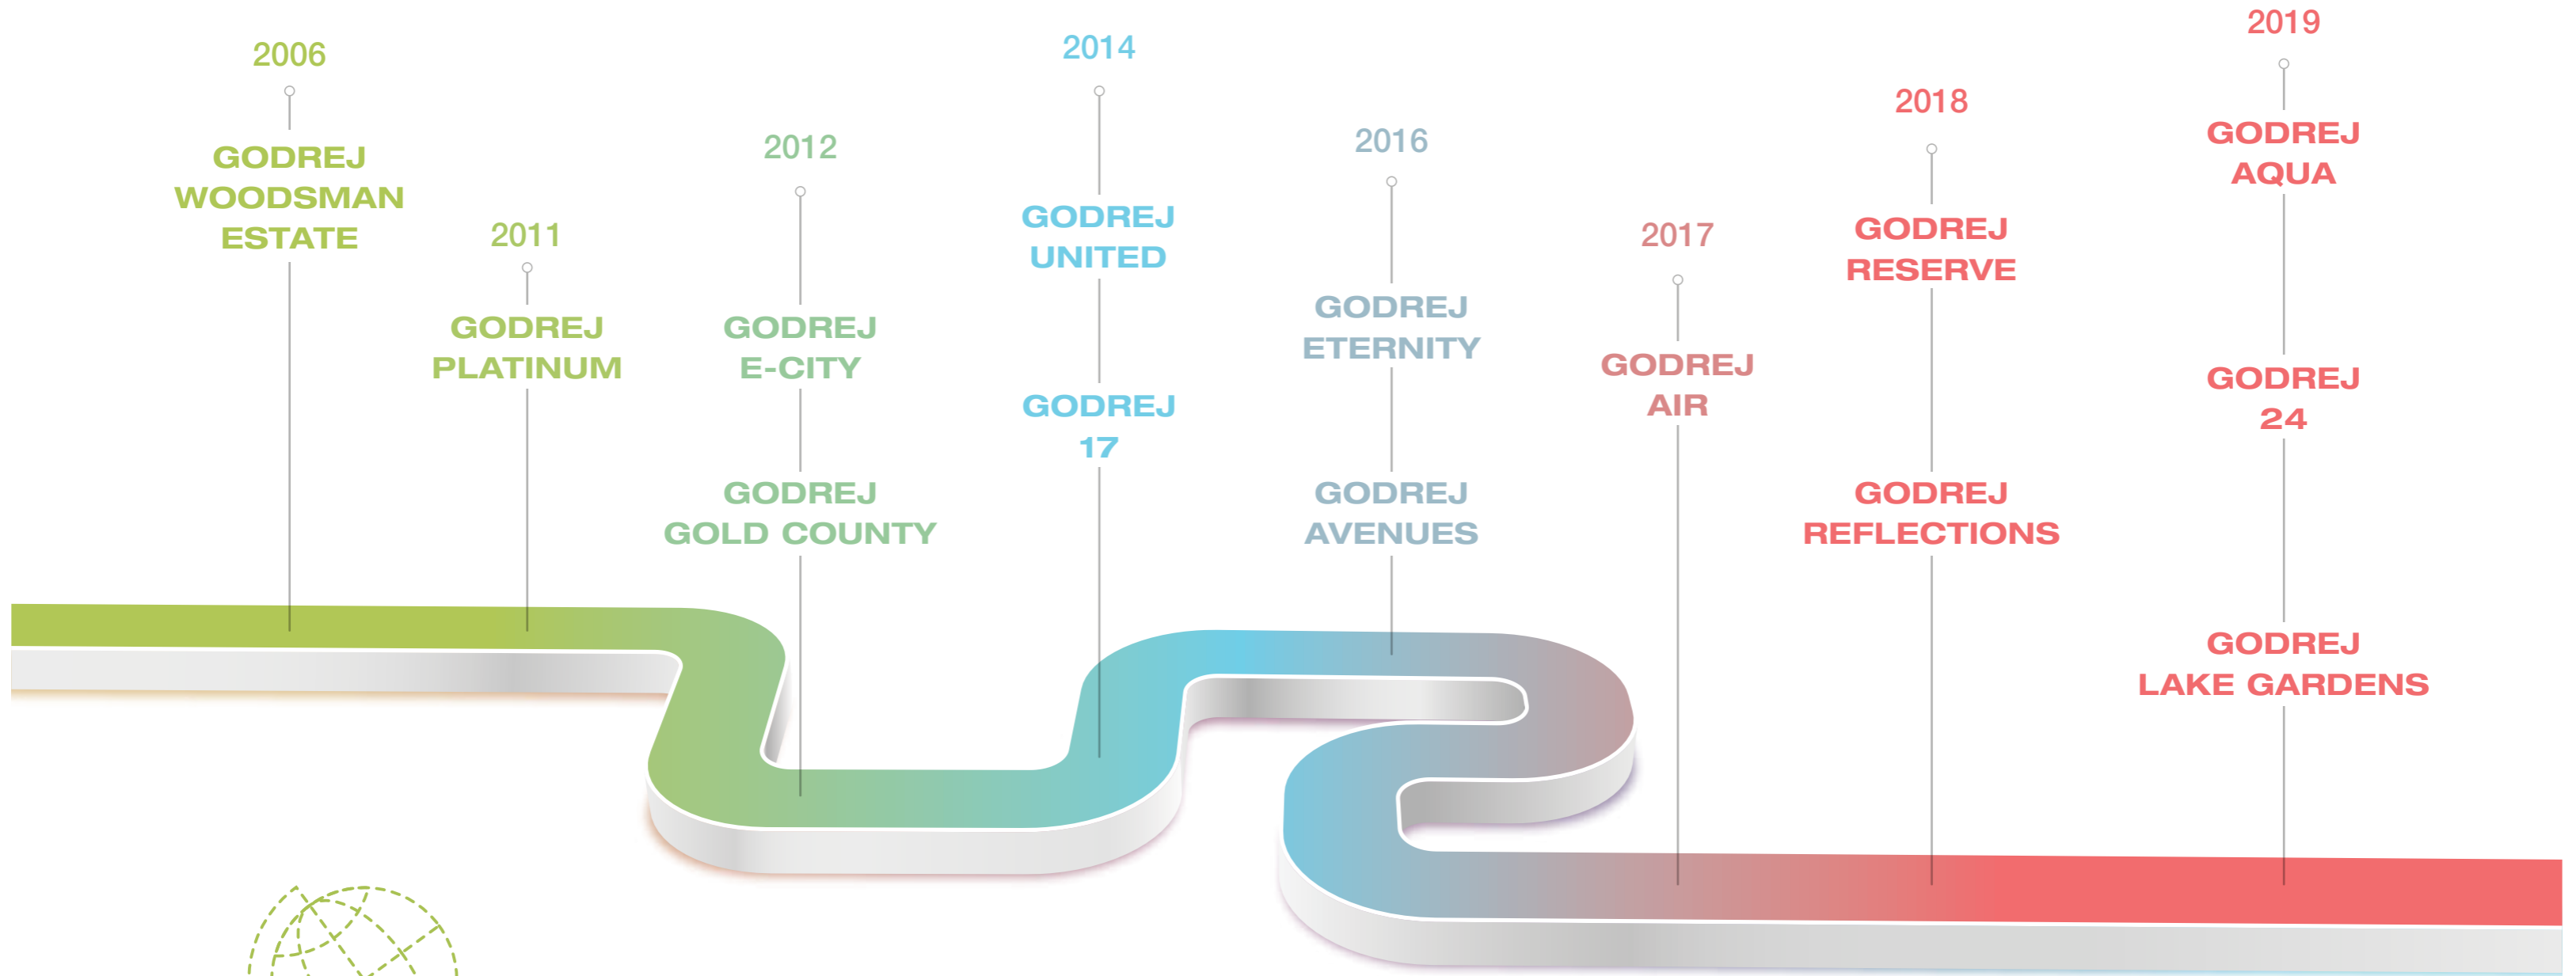 2006
GODREJ
WOODSMAN
ESTATE
2011
GODREJ
PLATINUM
2012
GODREJ
E-CITY
GODREJ
GOLD COUNTY
2014
GODREJ
UNITED
GODREJ
17
2016
GODREJ
ETERNITY
GODREJ
AVENUES
2017
GODREJ
AIR
2018
GODREJ
RESERVE
GODREJ
REFLECTIONS
2019
GODREJ
AQUA
GODREJ
24
GODREJ
LAKE GARDENS